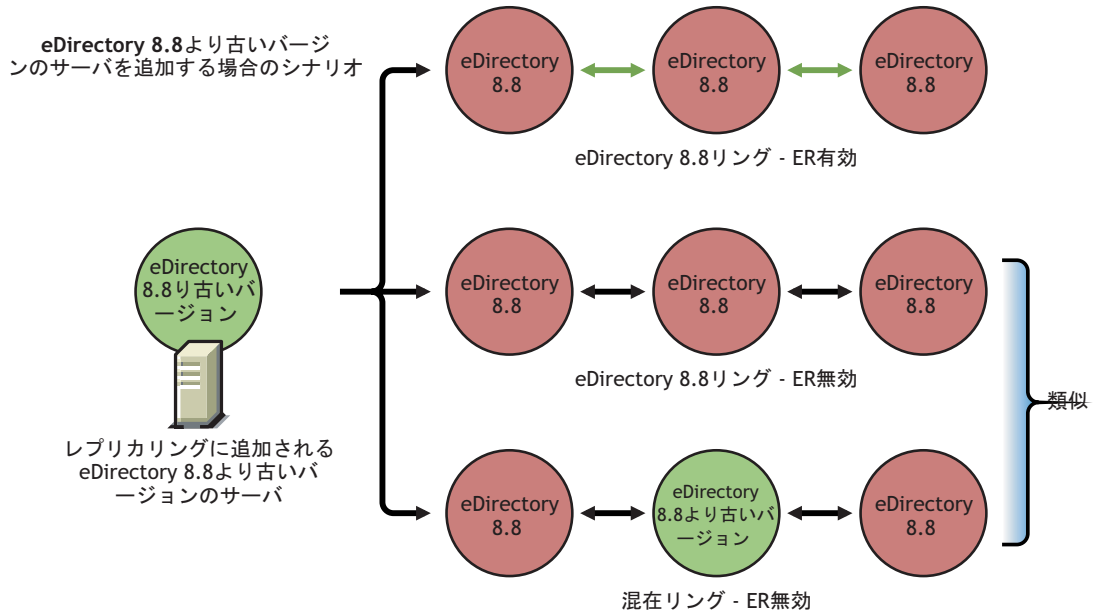 eDirectory 8.8より古いバージ
ンのサーバを追加する場合のシナリオ
eDirectory
8.8
eDirectory
8.8
eDirectory
8.8
eDirectory 8.8リング - ER有効
eDirectory
8.8り古いバ
ージョン
レプリカリングに追加される
eDirectory 8.8より古いバ
ージョンのサーバ
eDirectory
8.8
eDirectory
8.8
eDirectory
8.8
eDirectory 8.8リング - ER無効
類似
eDirectory
8.8
eDirectory
8.8より古いバ
ージョン
eDirectory
8.8
混在リング - ER無効